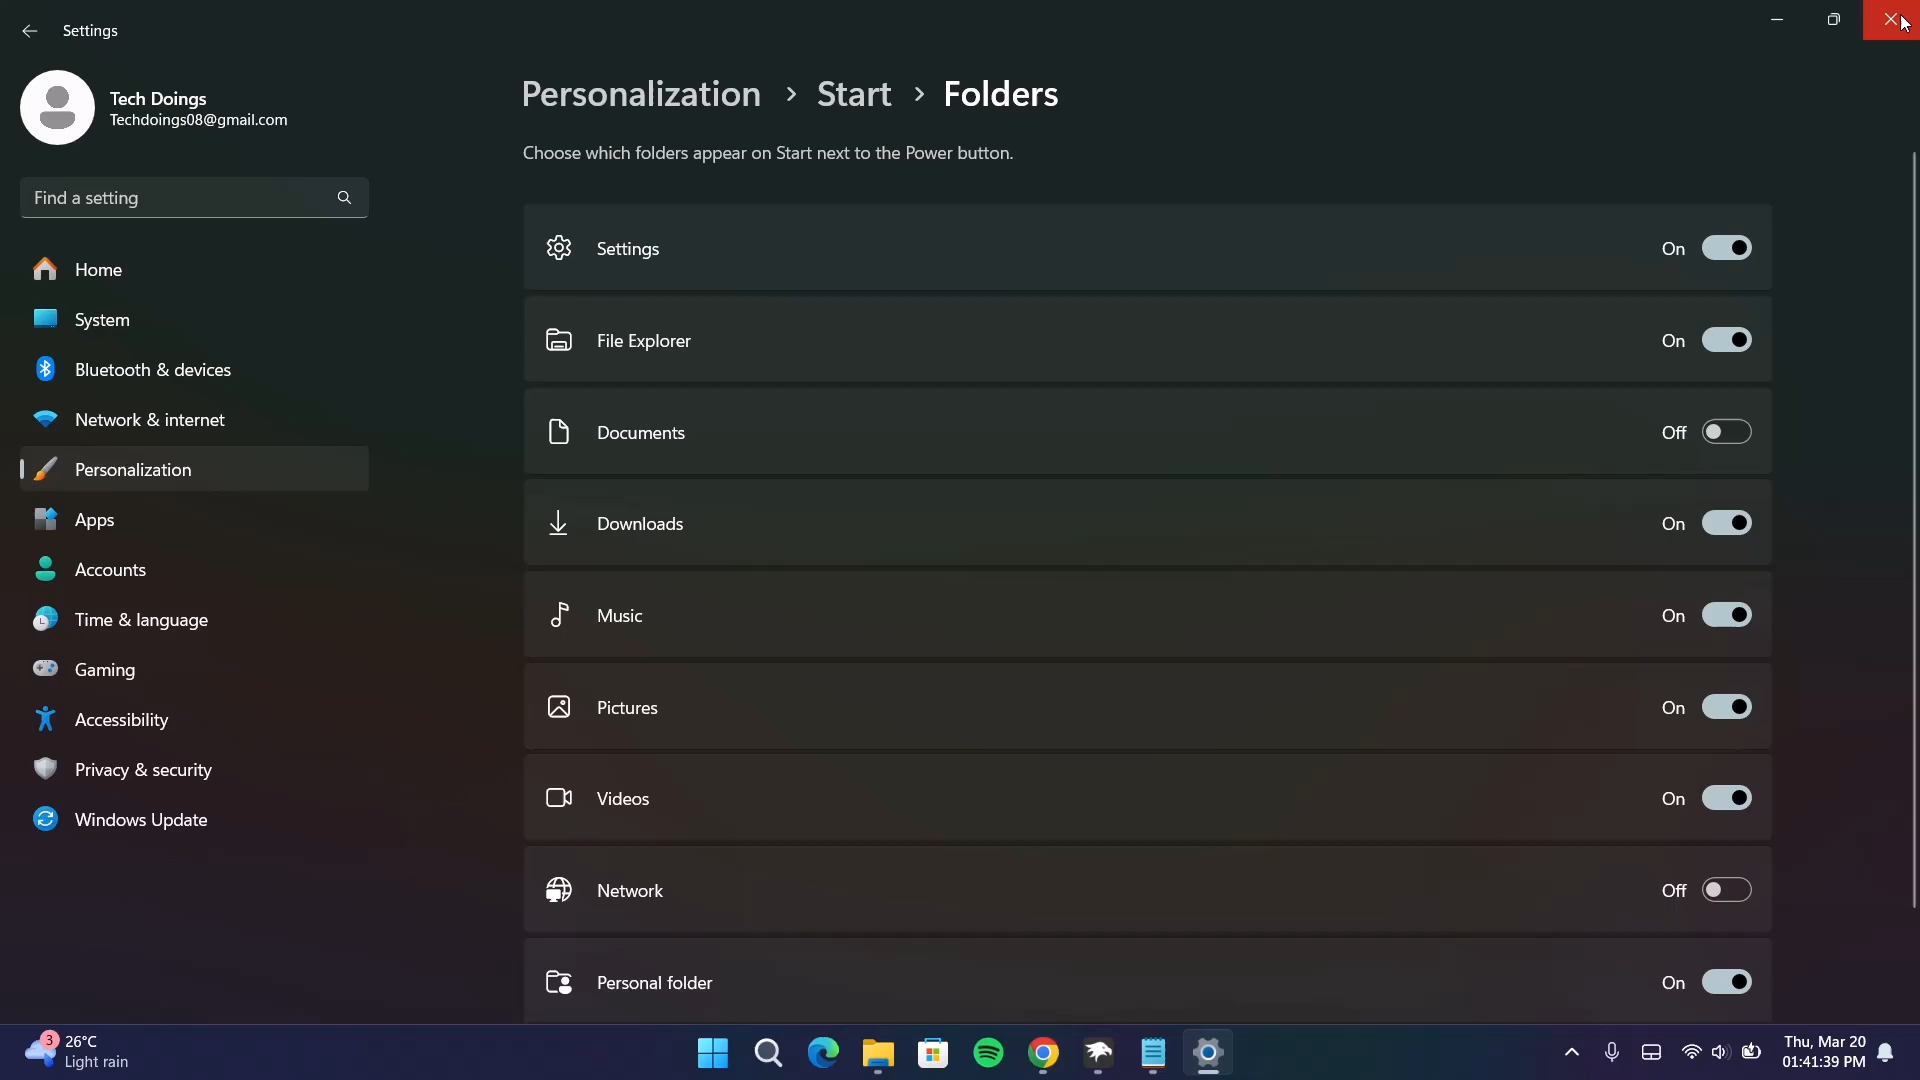 Settings
Tech Doings
Techdoings08@gmail.com
Find a setting
Home
System
Bluetooth & devices
Network & internet
Personalization
Apps
Accounts
Time & language
Gaming
Accessibility
Privacy & security
Windows Update
Personalization > Start > Folders
Choose which folders appear on Start next to the Power button.
Settings On
File Explorer On
Documents Off
Downloads On
Music On
Pictures On
Videos On
Network Off
Personal folder On
3 26°C
Light rain
Thu, Mar 20
01:41:39 PM